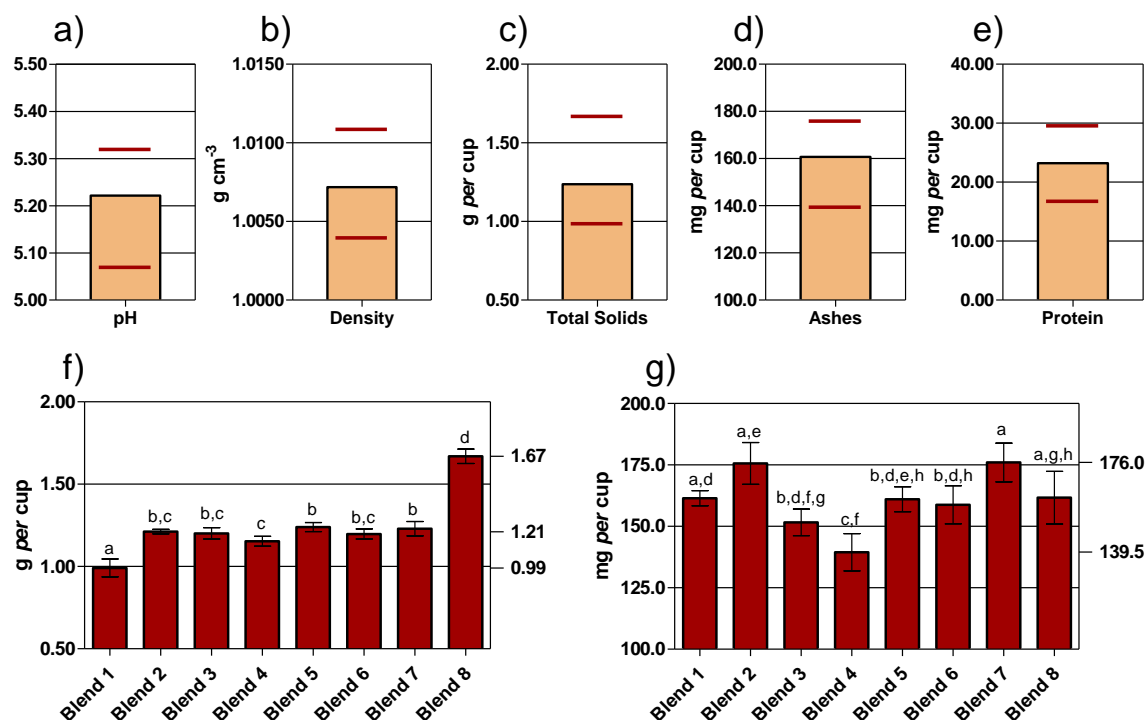 a)
5.50
5.40
5.30
5.20
5.10
5.00
pH
b)
g cm-3
1.0150
1.0100
1.0050
1.0000
Density
c)
g per cup
2.00
1.50
1.00
0.50
Total Solids
d)
mg per cup
200.0
180.0
160.0
140.0
120.0
100.0
Ashes
e)
mg per cup
40.00
30.00
20.00
10.00
0.00
Protein
f)
g per cup
2.00
1.50
1.00
0.50
a
b,c
b,c
c
b
b,c
b
d
1.67
1.21
0.99
Blend 1
Blend 2
Blend 3
Blend 4
Blend 5
Blend 6
Blend 7
Blend 8
g)
mg per cup
200.0
175.0
150.0
125.0
100.0
a,d
a,e
b,d,f,g
c,f
b,d,e,h
b,d,h
a
a,g,h
176.0
139.5
Blend 1
Blend 2
Blend 3
Blend 4
Blend 5
Blend 6
Blend 7
Blend 8